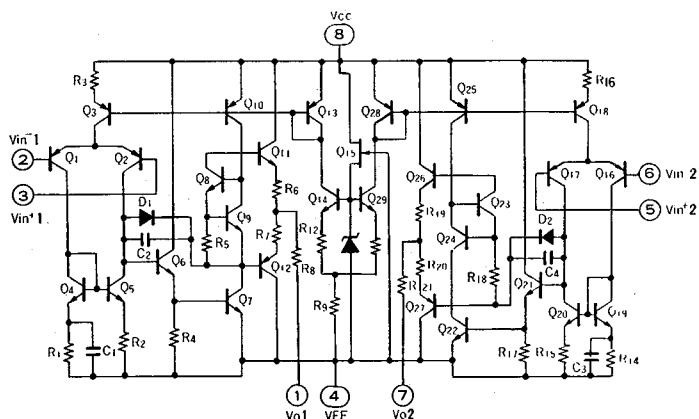 Vcc
8
R3
R16
Q3
Q10
Q13
Q28
Q25
Q18
Vin-1
2
Q1
Q2
Q11
Q15
Q26
Q17
Q16
6
Vin-2
3
Vin+1
Q8
R6
Q14
Q29
R19
Q23
5
Vin+2
D1
Q9
R12
Q24
D2
C2
Q6
R5
R7
R8
R20
R18
Q21
C4
Q4
Q5
Q12
R9
R21
Q27
Q20
Q19
Q7
Q22
R1
C1
R2
R4
R17
R15
C3
R14
1
4
7
Vo1
VEE
Vo2